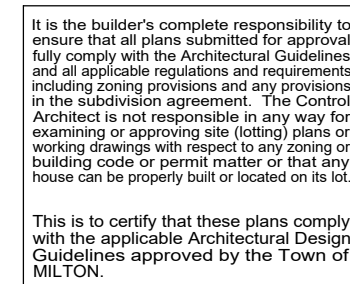 It is the builder's complete responsibility to
ensure that all plans submitted for approval
fully comply with the Architectural Guidelines
and all applicable regulations and requirements
including zoning provisions and any provisions
in the subdivision agreement. The Control
Architect is not responsible in any way for
examining or approving site (lotting) plans or
working drawings with respect to any zoning or
building code or permit matter or that any
house can be properly built or located on its lot.

This is to certify that these plans comply
with the applicable Architectural Design
Guidelines approved by the Town of
MILTON.